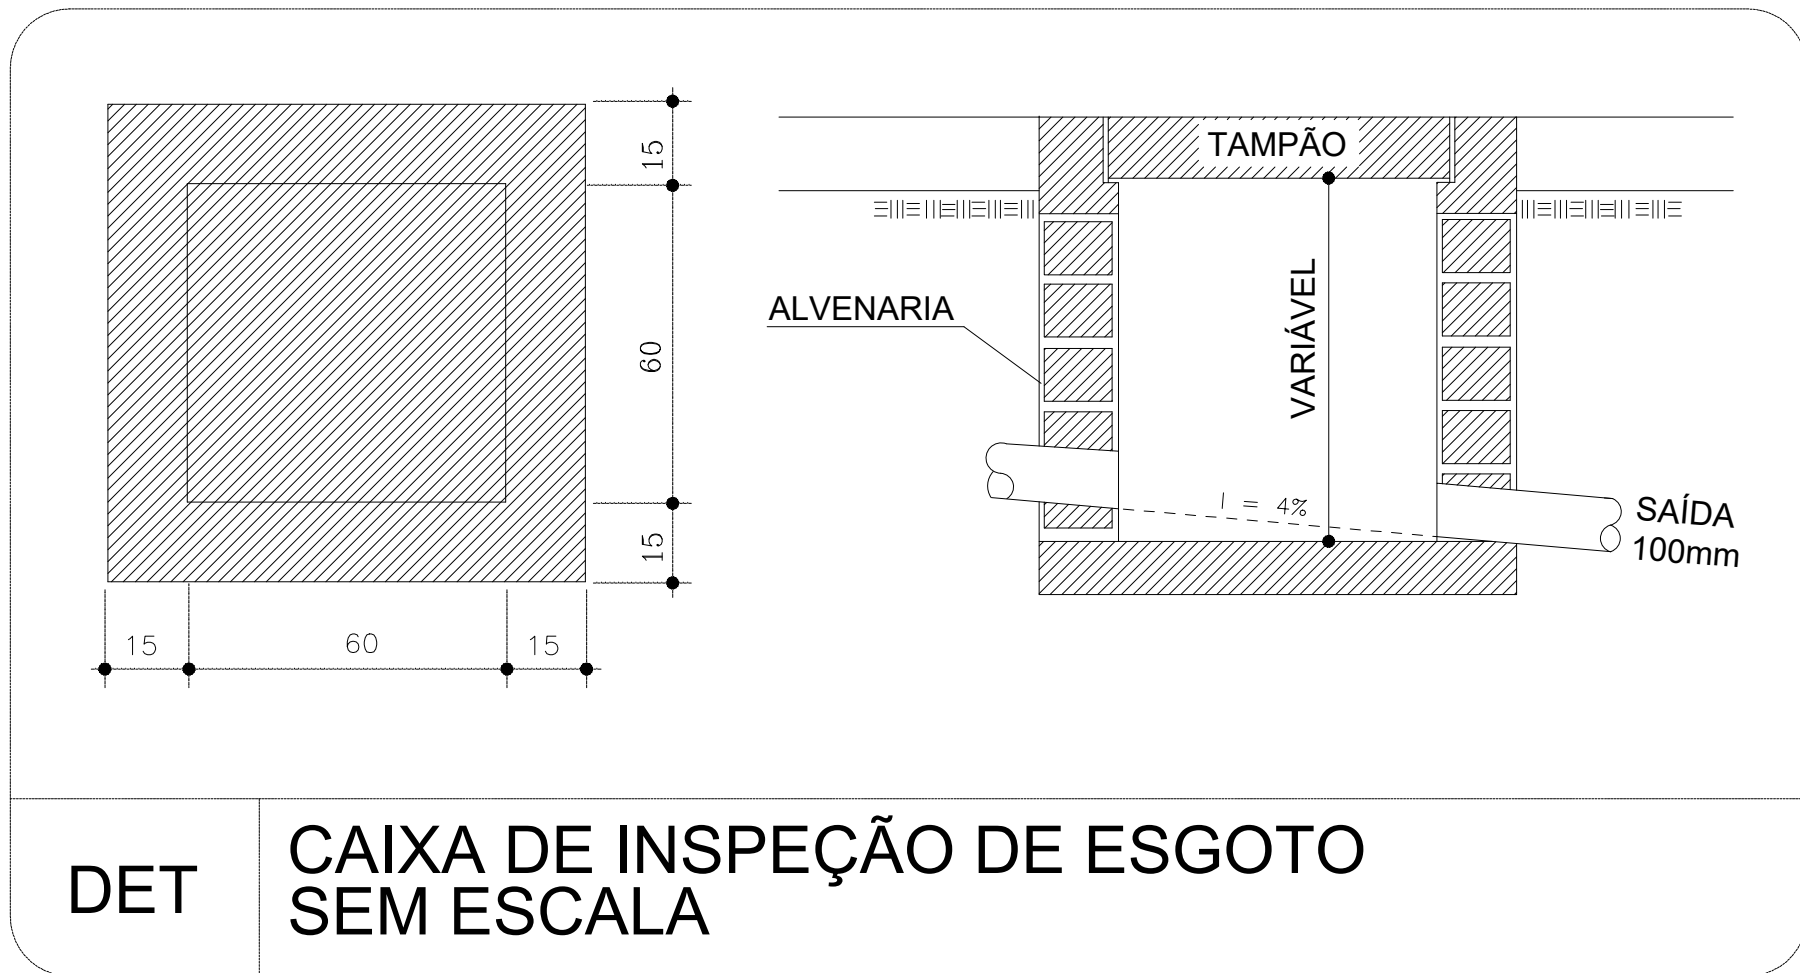 15
60
15
15
60
15
TAMPÃO
ALVENARIA
VARIÁVEL
I = 4%
SAÍDA
100mm
DET
CAIXA DE INSPEÇÃO DE ESGOTO
SEM ESCALA